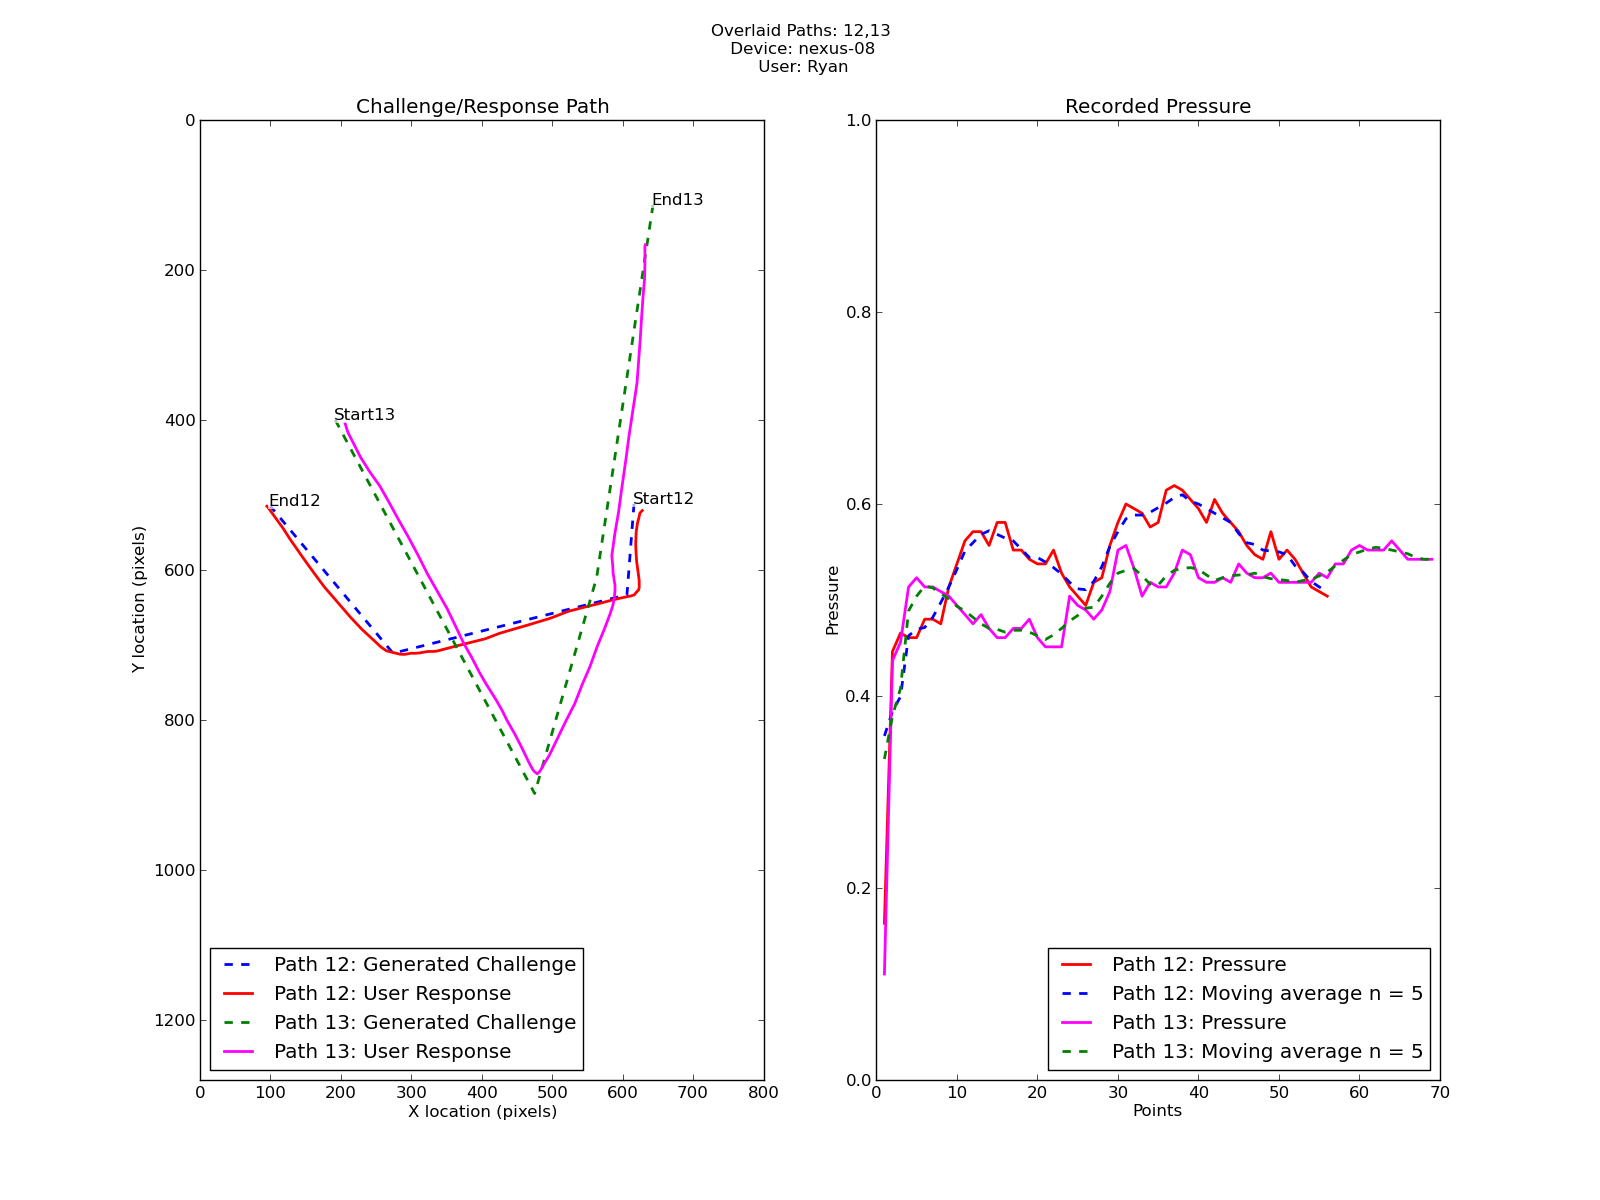 Overlaid Paths: 12,13
Device: nexus-08
User: Ryan
Challenge/Response Path
0
200
400
600
800
1000
1200
Y location (pixels)
End13
Start13
End12
Start12
Path 12: Generated Challenge
Path 12: User Response
Path 13: Generated Challenge
Path 13: User Response
0 100 200 300 400 500 600 700 800
X location (pixels)
Recorded Pressure
1.0
0.8
0.6
0.4
0.2
0.0
Pressure
Path 12: Pressure
Path 12: Moving average n = 5
Path 13: Pressure
Path 13: Moving average n = 5
0 10 20 30 40 50 60 70
Points